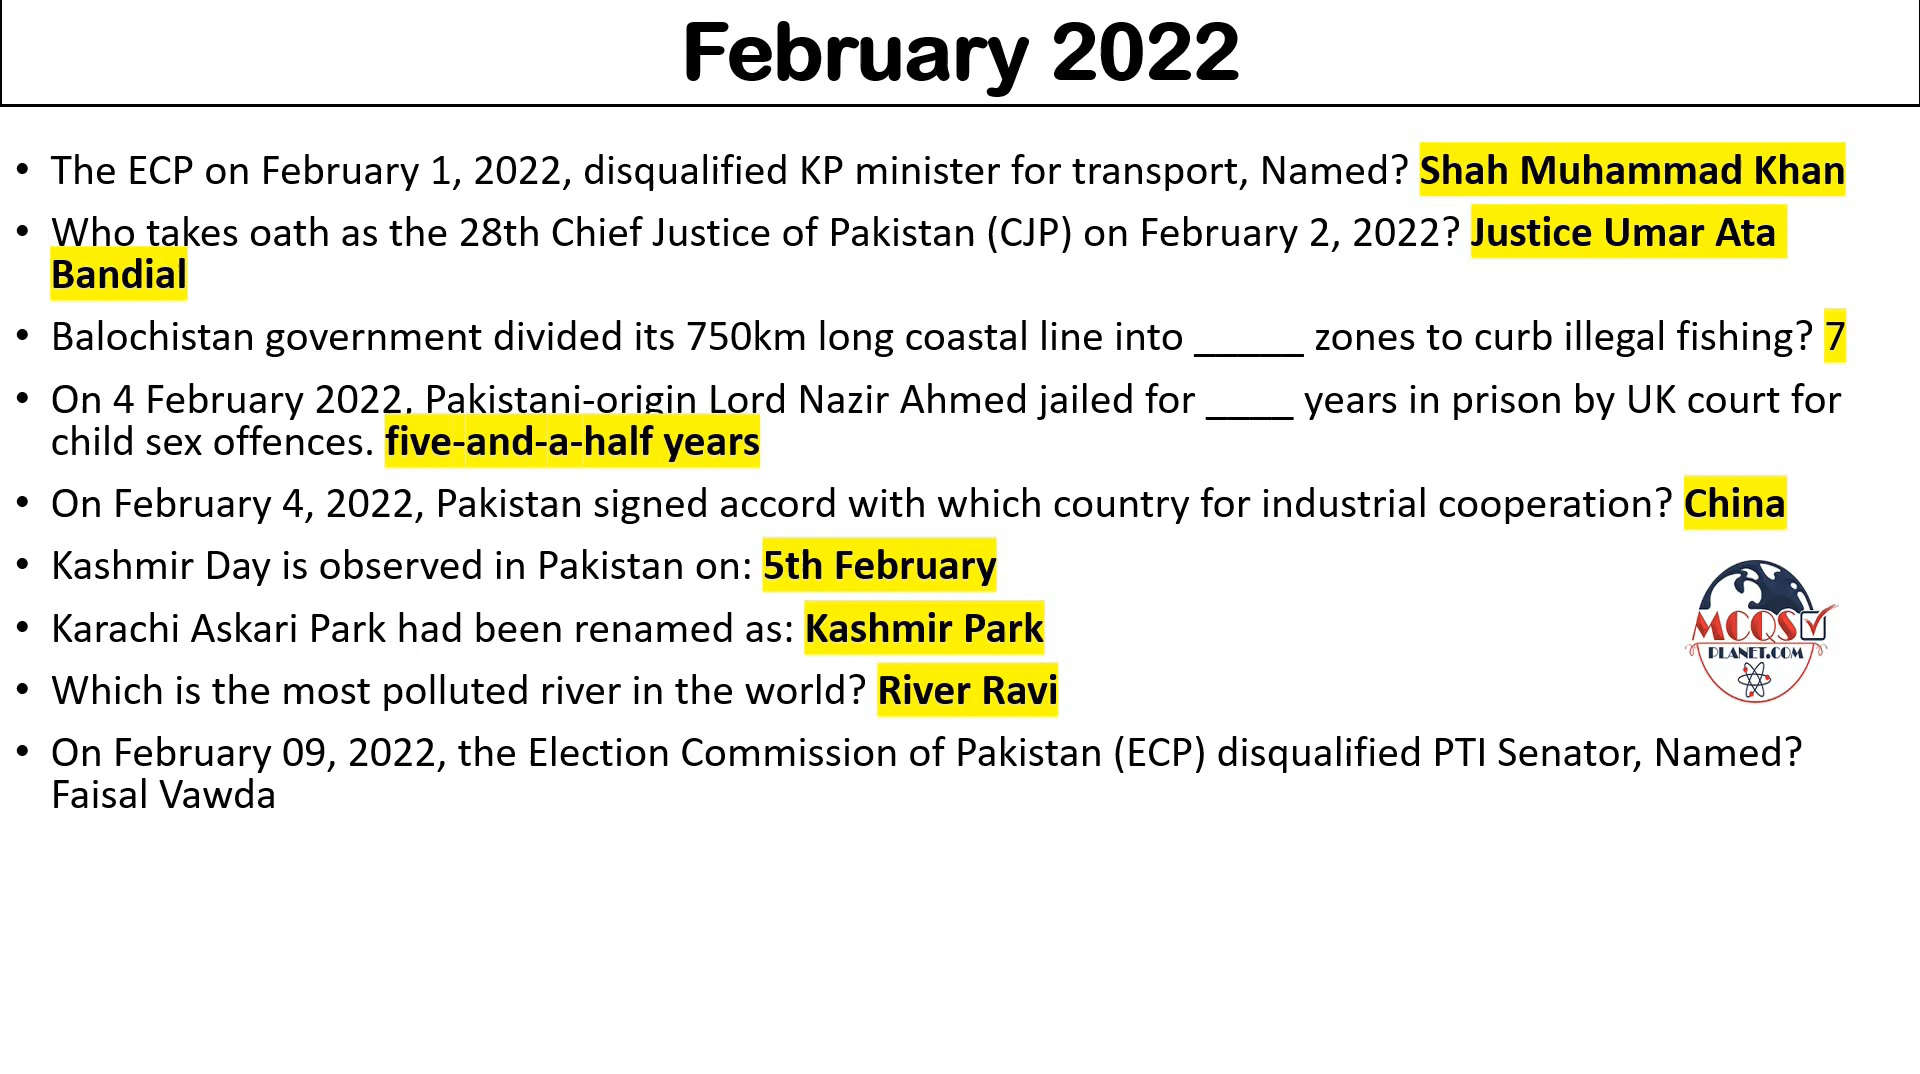 February 2022
• The ECP on February 1, 2022, disqualified KP minister for transport, Named? Shah Muhammad Khan
• Who takes oath as the 28th Chief Justice of Pakistan (CJP) on February 2, 2022? Justice Umar Ata
Bandial
• Balochistan government divided its 750km long coastal line into _____ zones to curb illegal fishing? 7
• On 4 February 2022, Pakistani-origin Lord Nazir Ahmed jailed for ____ years in prison by UK court for
child sex offences. five-and-a-half years
• On February 4, 2022, Pakistan signed accord with which country for industrial cooperation? China
• Kashmir Day is observed in Pakistan on: 5th February
• Karachi Askari Park had been renamed as: Kashmir Park
• Which is the most polluted river in the world? River Ravi
• On February 09, 2022, the Election Commission of Pakistan (ECP) disqualified PTI Senator, Named?
Faisal Vawda
MCQS
PLANET.COM